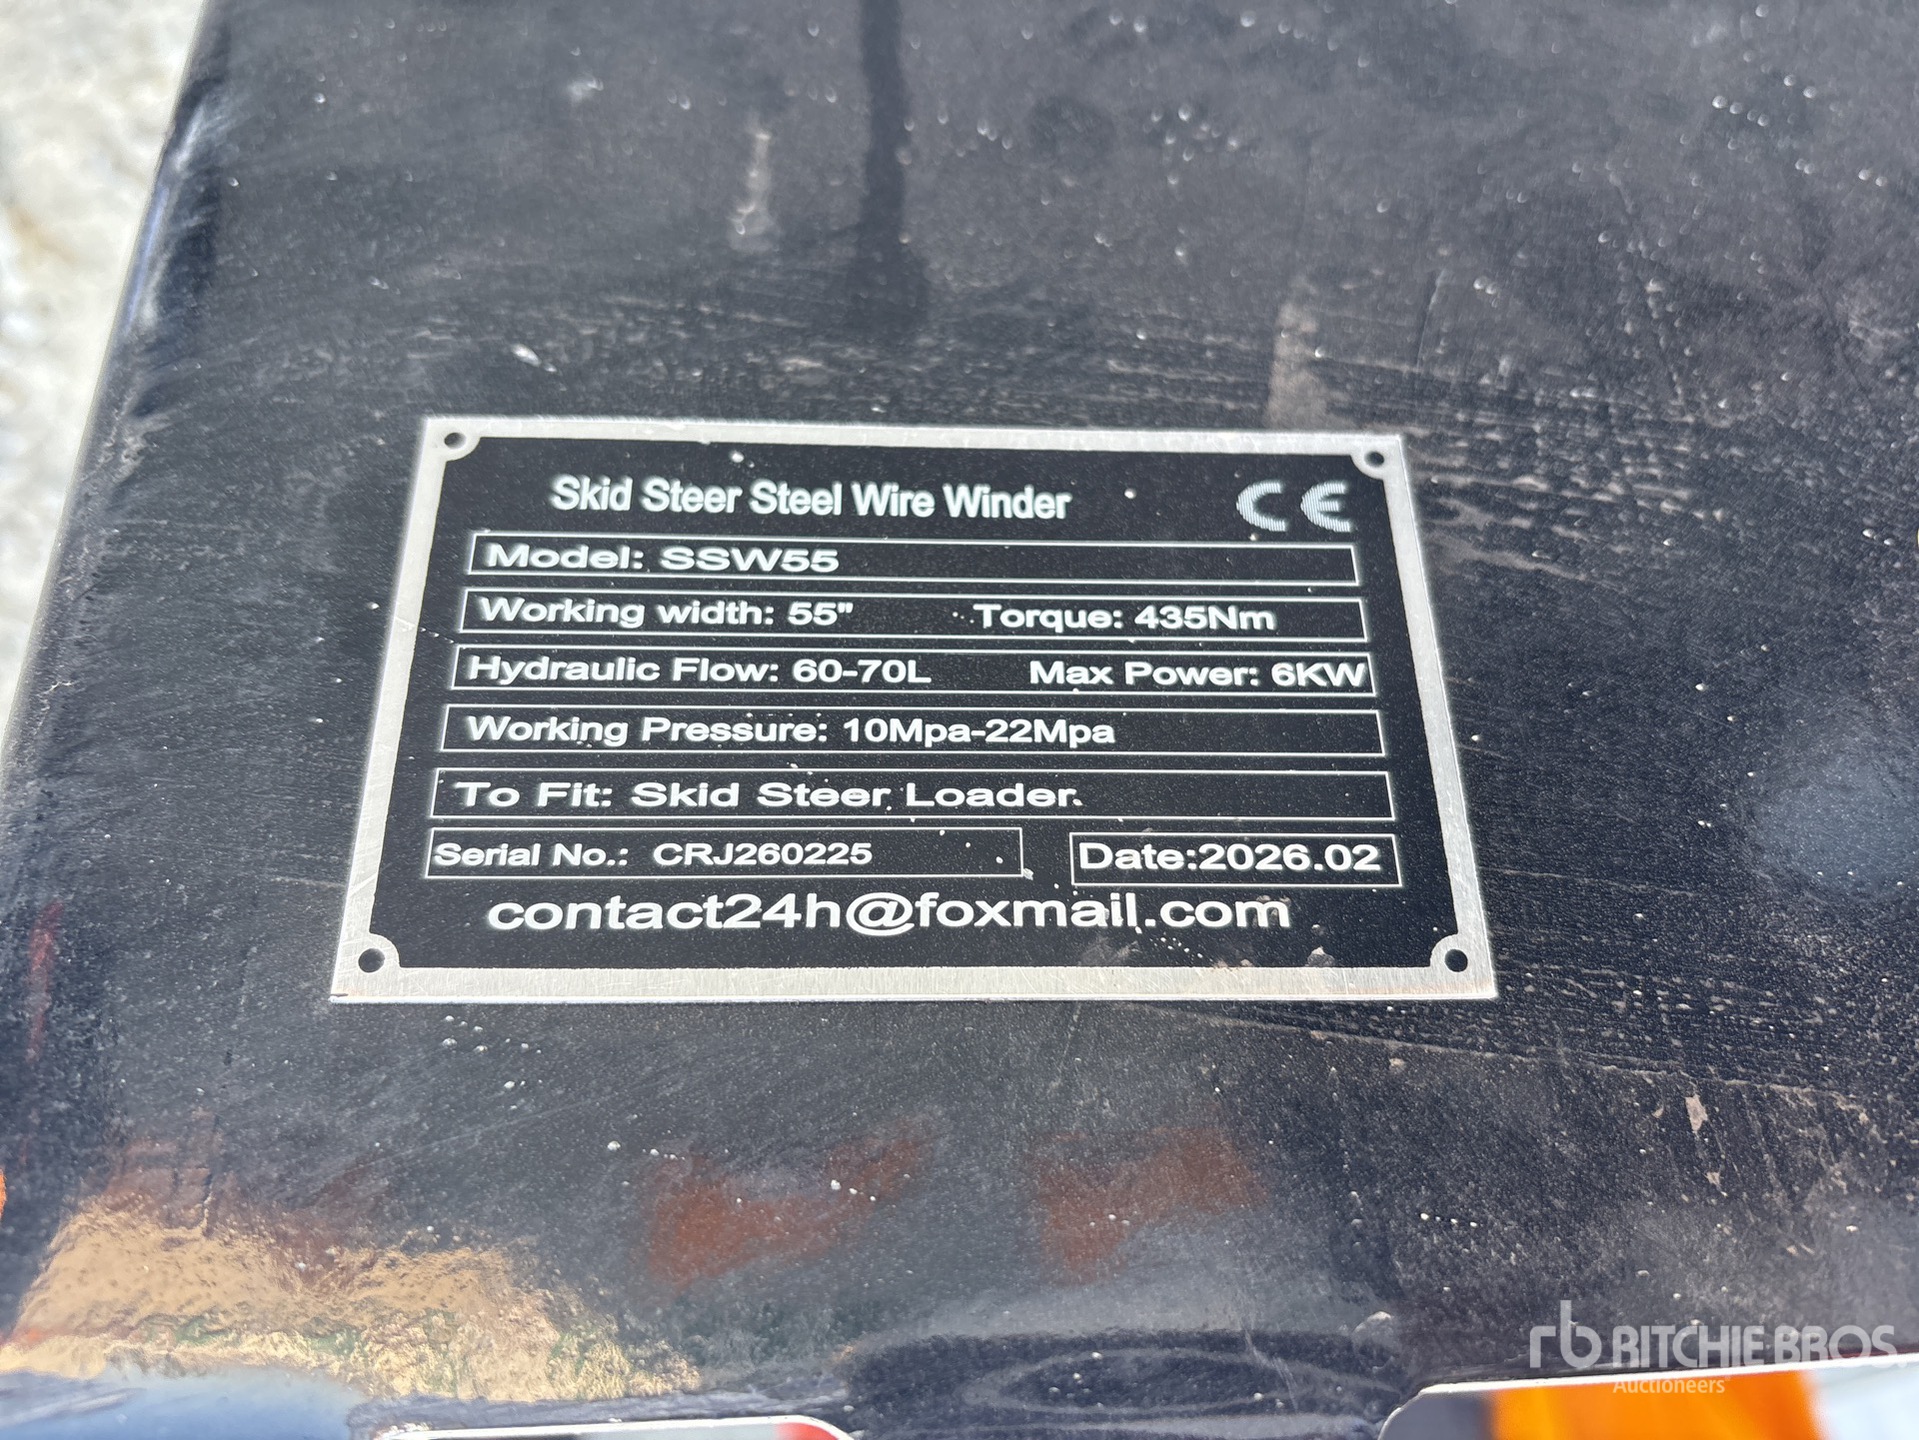 Skid Steer Steel Wire Winder CE
Model: SSW55
Working width: 55" Torque: 435Nm
Hydraulic Flow: 60-70L Max Power: 6KW
Working Pressure: 10Mpa-22Mpa
To Fit: Skid Steer Loader.
Serial No.: CRJ260225 Date:2026.02
contact24h@foxmail.com
rb RITCHIE BROS.
Auctioneers